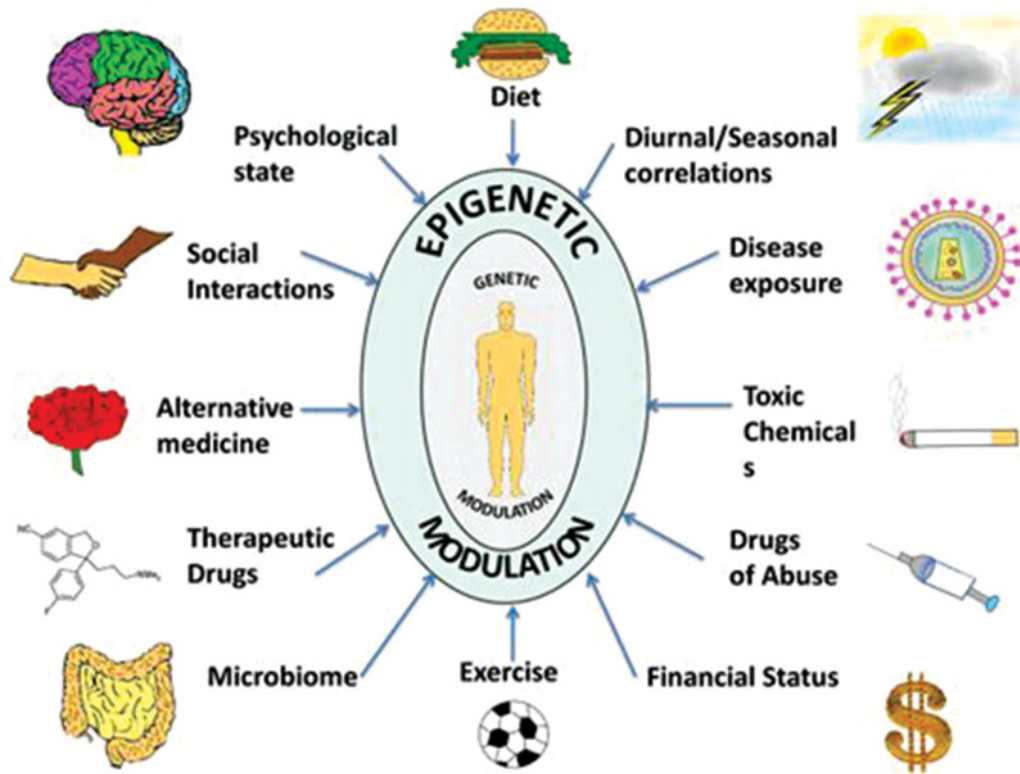 Diet
Psychological
state
Diurnal/Seasonal
correlations
EPIGENETIC
Social
Interactions
Disease
exposure
GENETIC
Alternative
medicine
Toxic
Chemical
s
MODULATION
MODULATION
NC
O
Therapeutic
Drugs
Drugs
of Abuse
F
Microbiome
Exercise
Financial Status
$